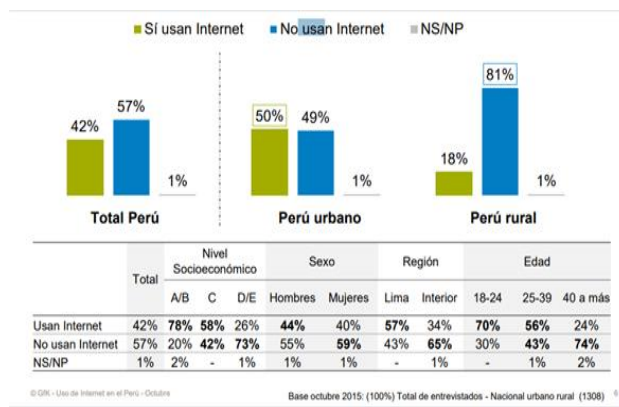 Sí usan Internet No usan Internet NS/NP
42% 57% 1% 50% 49% 1% 18% 81% 1%
Total Perú Perú urbano Perú rural
Total Nivel Socioeconómico Sexo Región Edad
A/B C D/E Hombres Mujeres Lima Interior 18-24 25-39 40 a más
Usan Internet 42% 78% 58% 26% 44% 40% 57% 34% 70% 56% 24%
No usan Internet 57% 20% 42% 73% 55% 59% 43% 65% 30% 43% 74%
NS/NP 1% 2% - 1% 1% 1% - 1% - 1% 2%
© GfK - Uso de Internet en el Perú - Octubre Base octubre 2015: (100%) Total de entrevistados - Nacional urbano rural (1308) 6